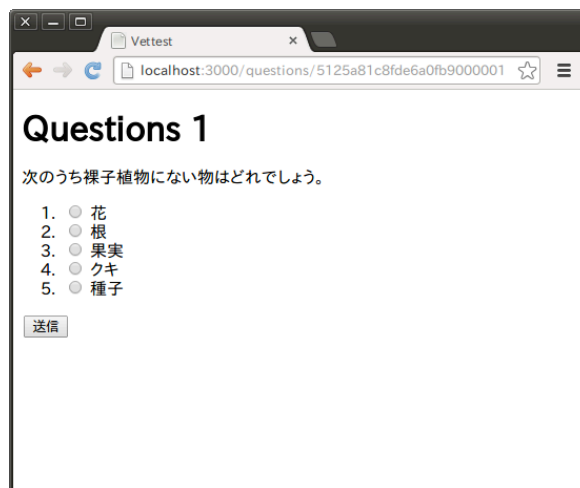 Vettest
localhost:3000/questions/5125a81c8fde6a0fb9000001
Questions 1
次のうち裸子植物にない物はどれでしょう。
1. 花
2. 根
3. 果実
4. クキ
5. 種子
送信